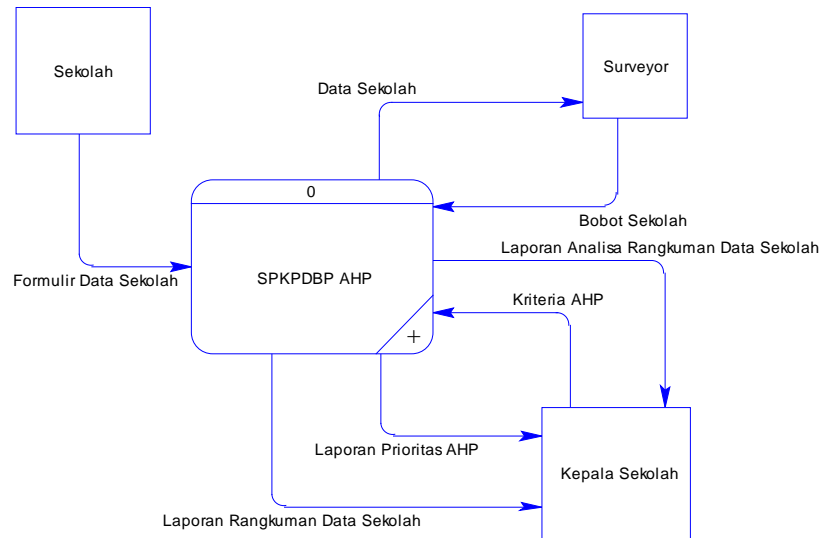 Sekolah
Surveyor
Data Sekolah
0
Bobot Sekolah
Laporan Analisa Rangkuman Data Sekolah
Formulir Data Sekolah
SPKPDBP AHP
Kriteria AHP
+
Laporan Prioritas AHP
Kepala Sekolah
Laporan Rangkuman Data Sekolah